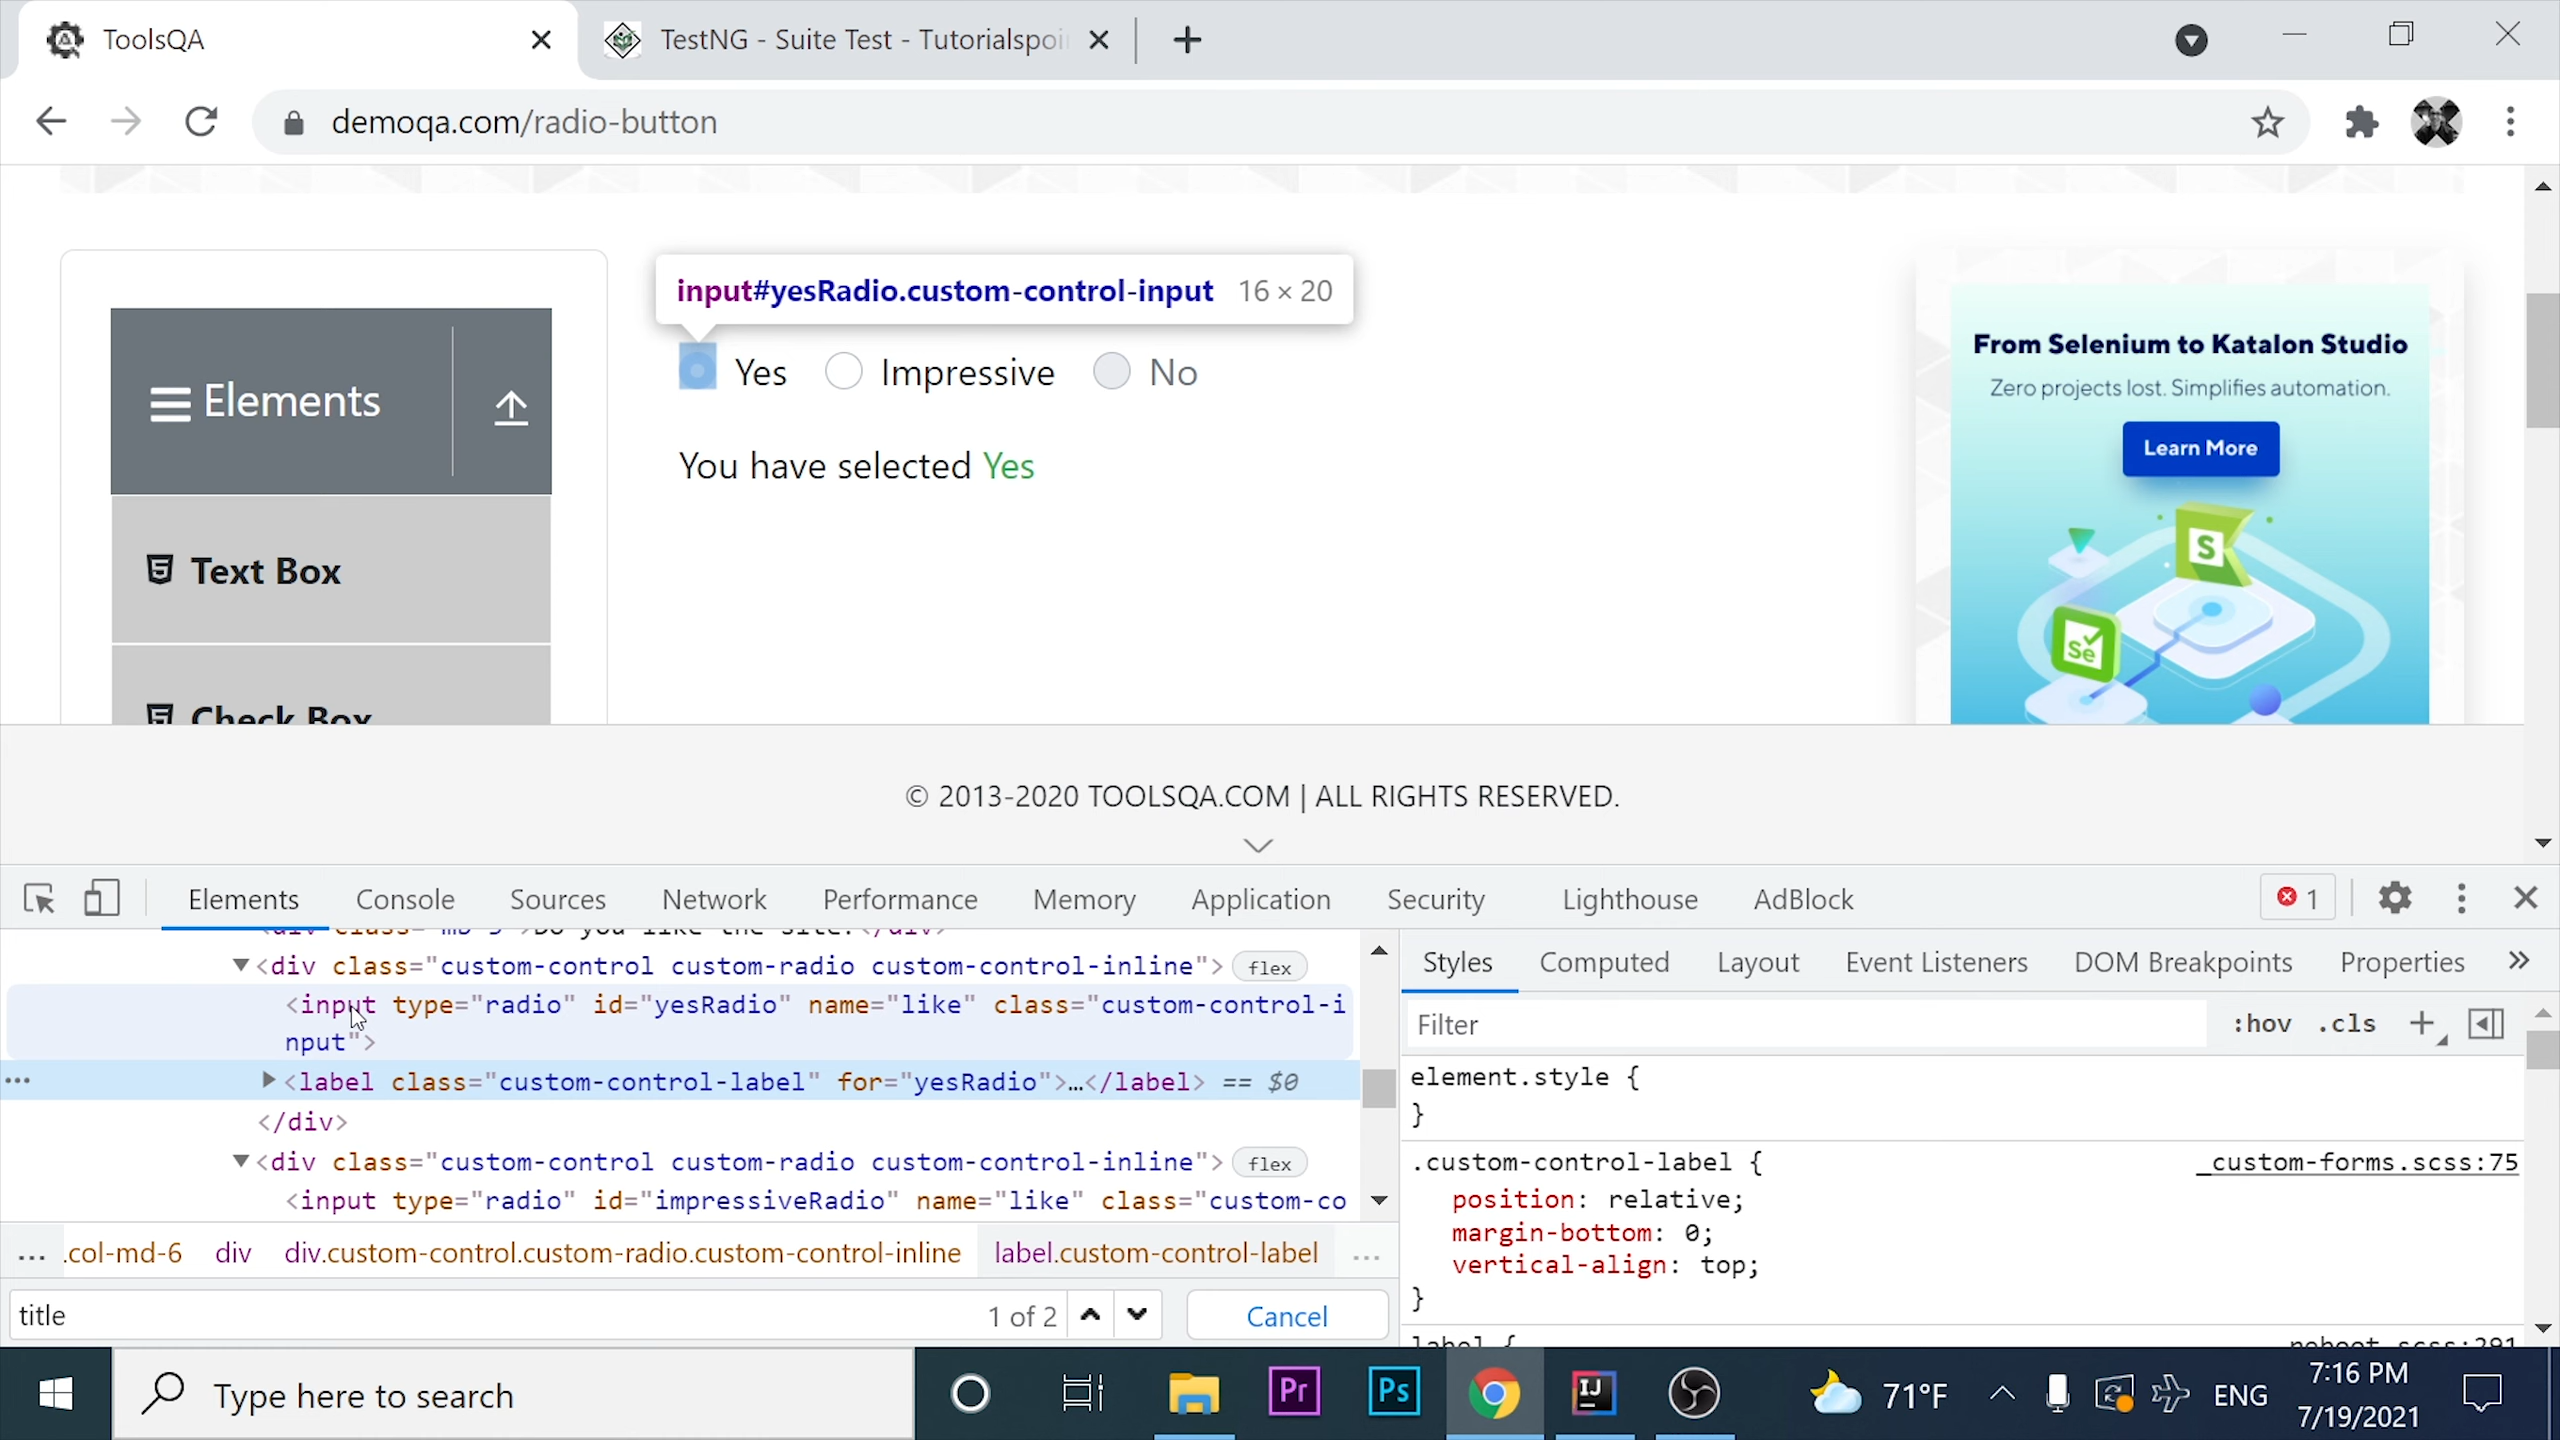 ToolsQA
TestNG - Suite Test - Tutorialspoi
demoqa.com/radio-button
Elements
Text Box
Check Box
input#yesRadio.custom-control-input 16 × 20
Yes Impressive No
You have selected Yes
From Selenium to Katalon Studio
Zero projects lost. Simplifies automation.
Learn More
S
Se
© 2013-2020 TOOLSQA.COM | ALL RIGHTS RESERVED.
Elements Console Sources Network Performance Memory Application Security Lighthouse AdBlock 1
<div class="custom-control custom-radio custom-control-inline"> flex
<input type="radio" id="yesRadio" name="like" class="custom-control-i
nput">
<label class="custom-control-label" for="yesRadio">…</label> == $0
</div>
<div class="custom-control custom-radio custom-control-inline"> flex
<input type="radio" id="impressiveRadio" name="like" class="custom-co
... .col-md-6 div div.custom-control.custom-radio.custom-control-inline label.custom-control-label ...
title 1 of 2 Cancel
Styles Computed Layout Event Listeners DOM Breakpoints Properties »
Filter :hov .cls +
element.style {
}
.custom-control-label { _custom-forms.scss:75
position: relative;
margin-bottom: 0;
vertical-align: top;
}
Type here to search
Pr
Ps
IJ
71°F
ENG
7:16 PM
7/19/2021